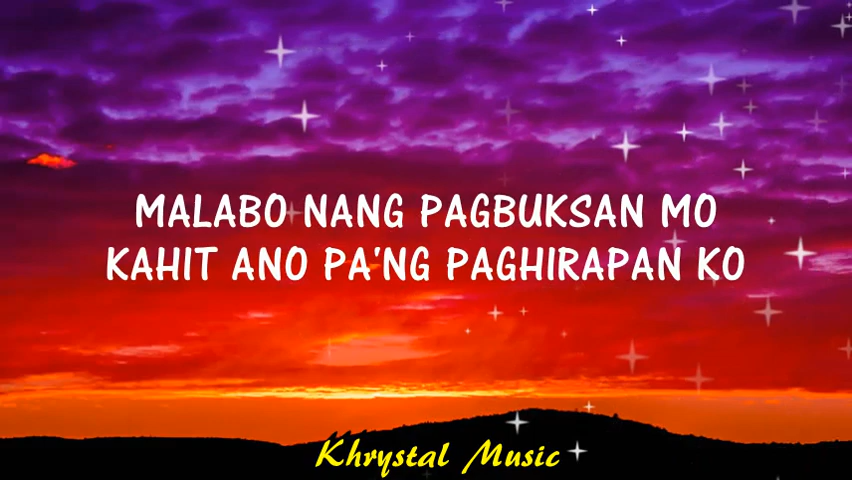 MALABO NANG PAGBUKSAN MO
KAHIT ANO PA'NG PAGHIRAPAN KO
Khrystal Music